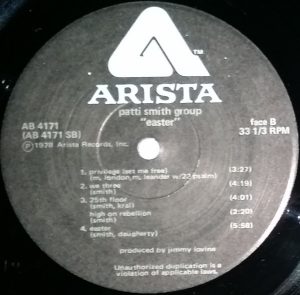 TM
ARISTA
patti smith group
"easter"
AB 4171
(AB 4171 SB)
Ⓟ1978 Arista Records, Inc.
face B
33 1/3 RPM
1. privilege (set me free) (3:27)
(m. london, m. leander w/23 psalm)
2. we three (4:19)
(smith)
3. 25th floor (4:01)
(smith, kral)
high on rebellion (3:20)
(smith)
4. easter (5:58)
(smith, daugherty)
produced by jimmy iovine
Unauthorized duplication is a
violation of applicable laws.